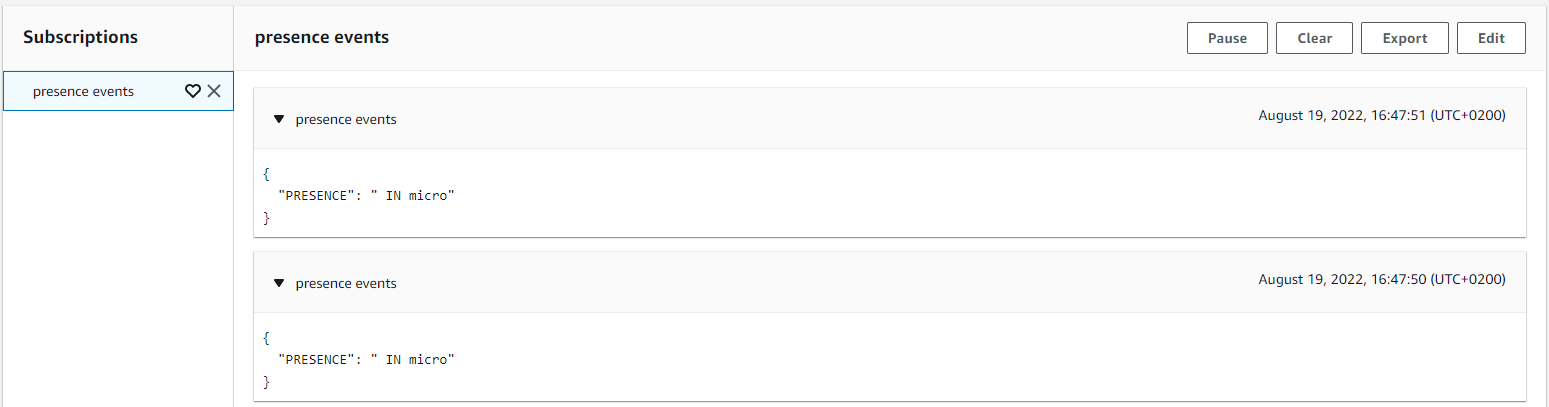 Subscriptions
presence events
Pause
Clear
Export
Edit
presence events
presence events
August 19, 2022, 16:47:51 (UTC+0200)
{
  "PRESENCE": " IN micro"
}
presence events
August 19, 2022, 16:47:50 (UTC+0200)
{
  "PRESENCE": " IN micro"
}